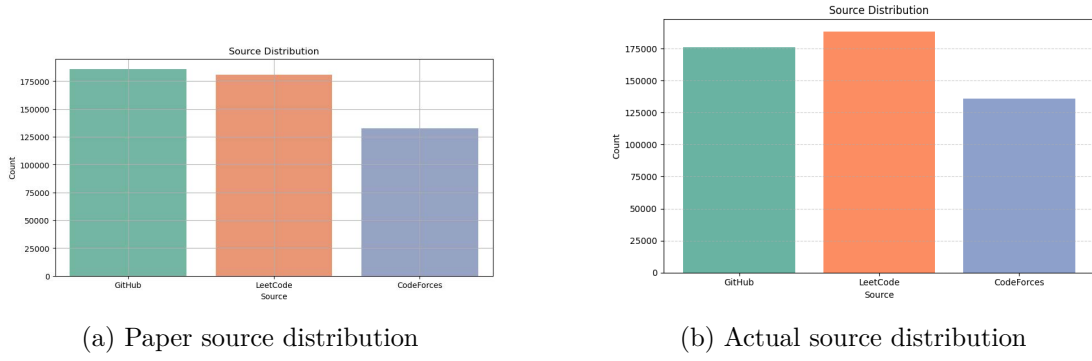 Source Distribution
175000
150000
125000
100000
75000
50000
25000
0
Count
GitHub
LeetCode
CodeForces
Source
(a) Paper source distribution
Source Distribution
175000
150000
125000
100000
75000
50000
25000
0
Count
GitHub
LeetCode
CodeForces
Source
(b) Actual source distribution